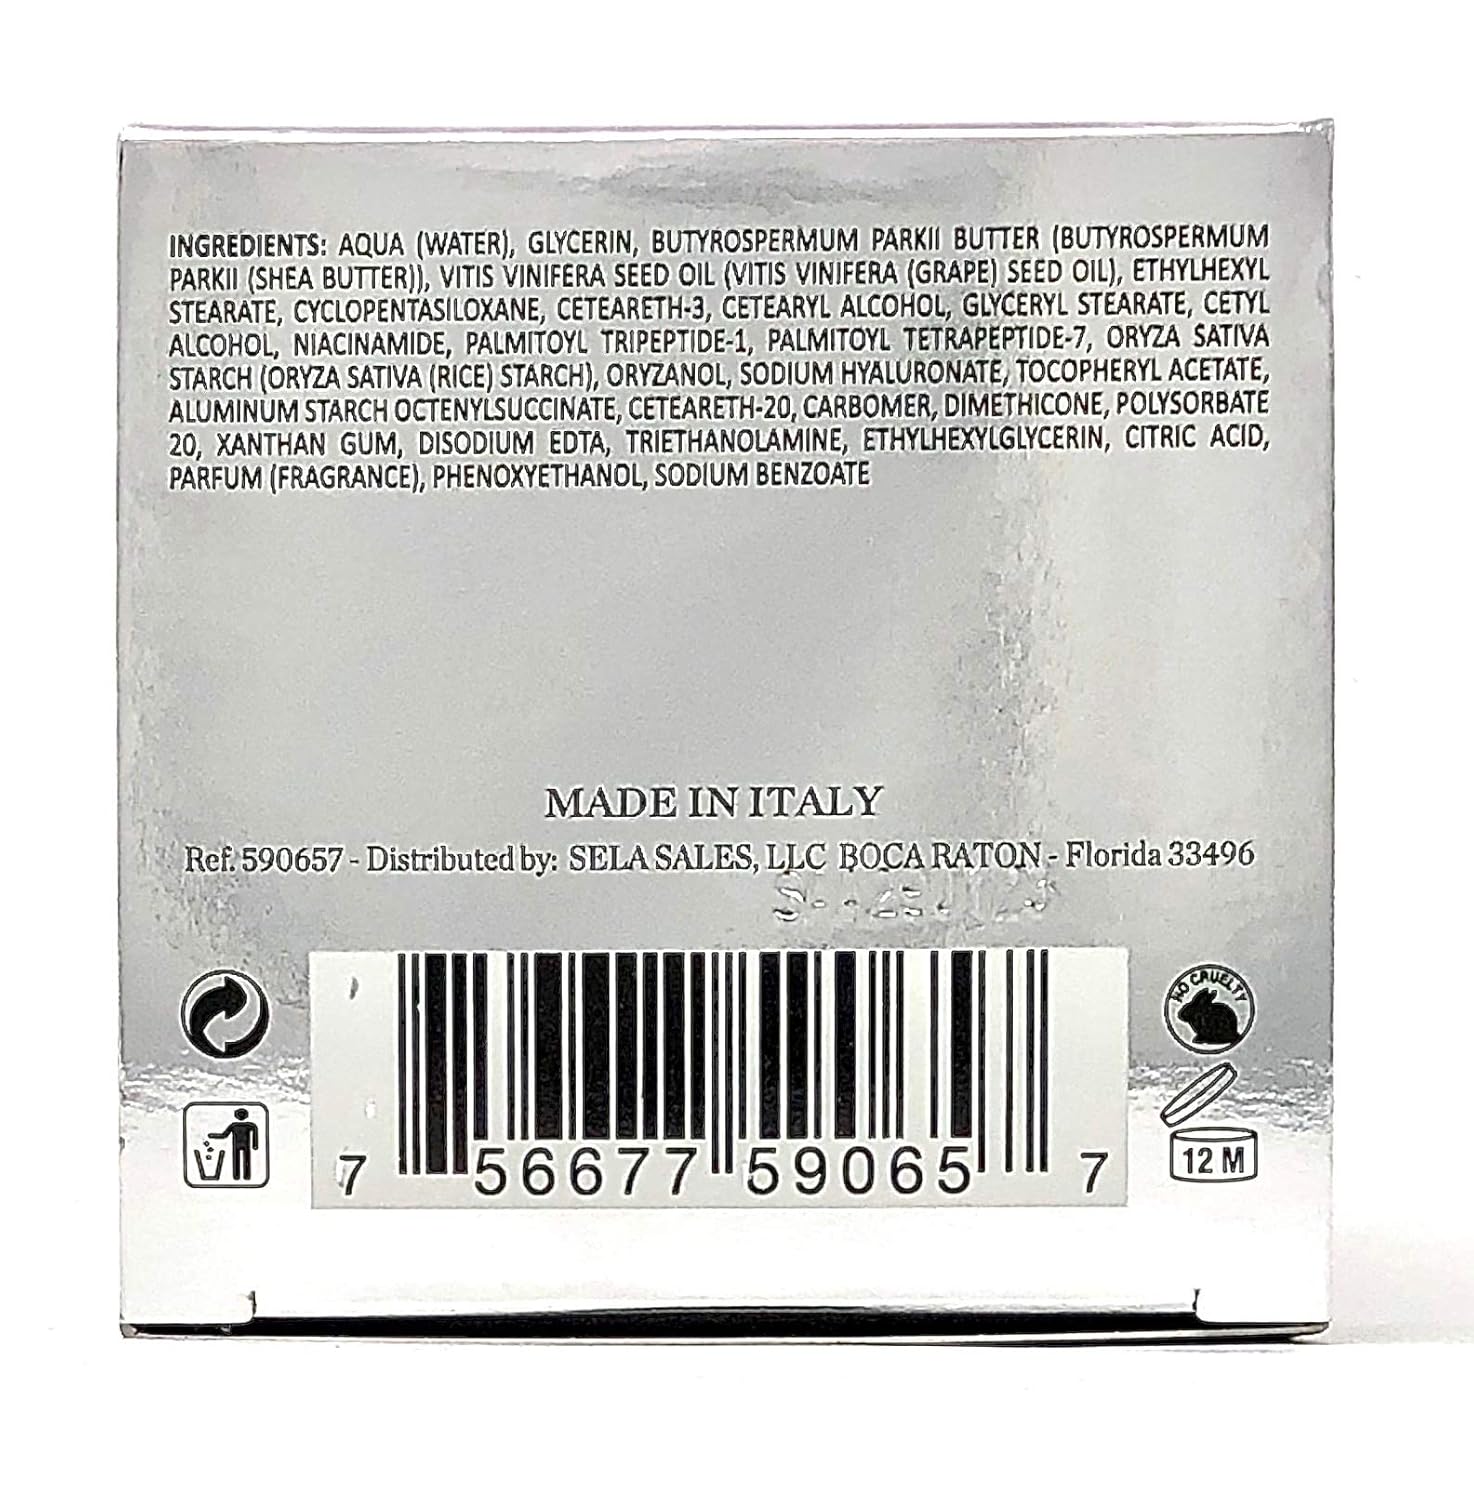 INGREDIENTS: AQUA (WATER), GLYCERIN, BUTYROSPERMUM PARKII BUTTER (BUTYROSPERMUM
PARKII (SHEA BUTTER)), VITIS VINIFERA SEED OIL (VITIS VINIFERA (GRAPE) SEED OIL), ETHYLHEXYL
STEARATE, CYCLOPENTASILOXANE, CETEARETH-3, CETEARYL ALCOHOL, GLYCERYL STEARATE, CETYL
ALCOHOL, NIACINAMIDE, PALMITOYL TRIPEPTIDE-1, PALMITOYL TETRAPEPTIDE-7, ORYZA SATIVA
STARCH (ORYZA SATIVA (RICE) STARCH), ORYZANOL, SODIUM HYALURONATE, TOCOPHERYL ACETATE,
ALUMINUM STARCH OCTENYLSUCCINATE, CETEARETH-20, CARBOMER, DIMETHICONE, POLYSORBATE
20, XANTHAN GUM, DISODIUM EDTA, TRIETHANOLAMINE, ETHYLHEXYLGLYCERIN, CITRIC ACID,
PARFUM (FRAGRANCE), PHENOXYETHANOL, SODIUM BENZOATE
MADE IN ITALY
Ref. 590657 - Distributed by: SELA SALES, LLC BOCA RATON - Florida 33496
NO CRUELTY
12 M
7 56677 59065 7